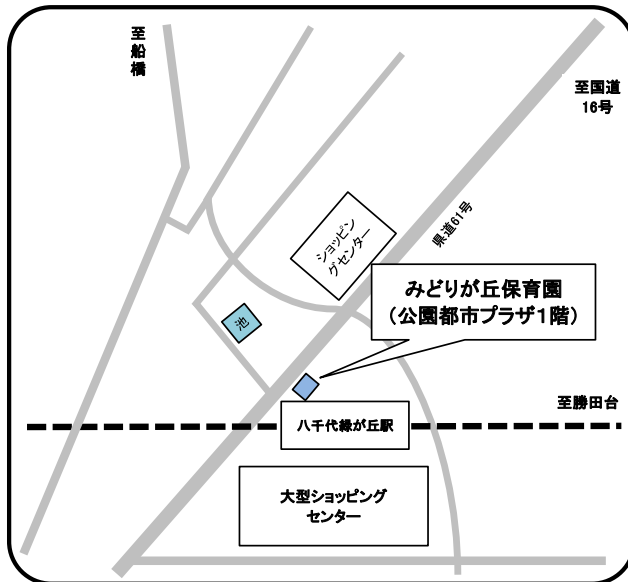 至船橋
至国道
16号
県道61号
ショッピン
グセンター
みどりが丘保育園
（公園都市プラザ１階）
池
至勝田台
八千代緑が丘駅
大型ショッピング
センター